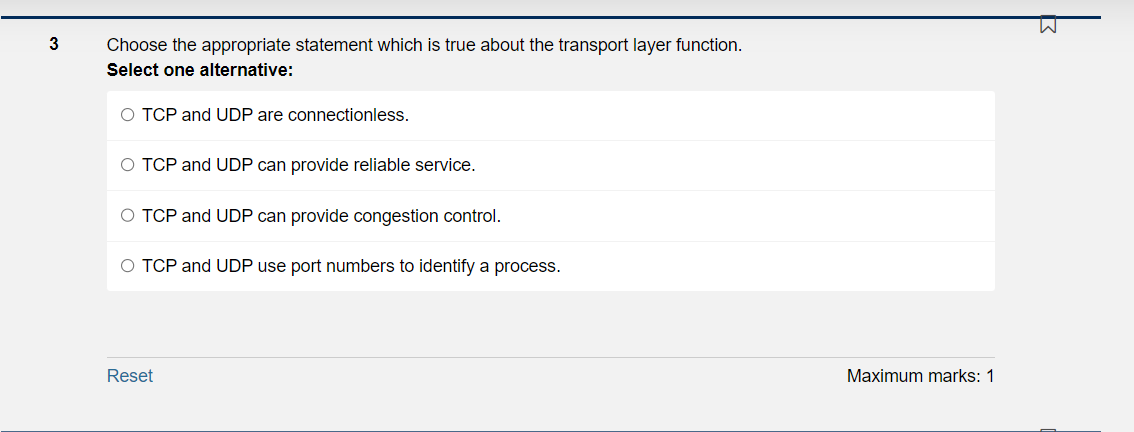 3
Choose the appropriate statement which is true about the transport layer function.
Select one alternative:
TCP and UDP are connectionless.
TCP and UDP can provide reliable service.
TCP and UDP can provide congestion control.
TCP and UDP use port numbers to identify a process.
Reset
Maximum marks: 1